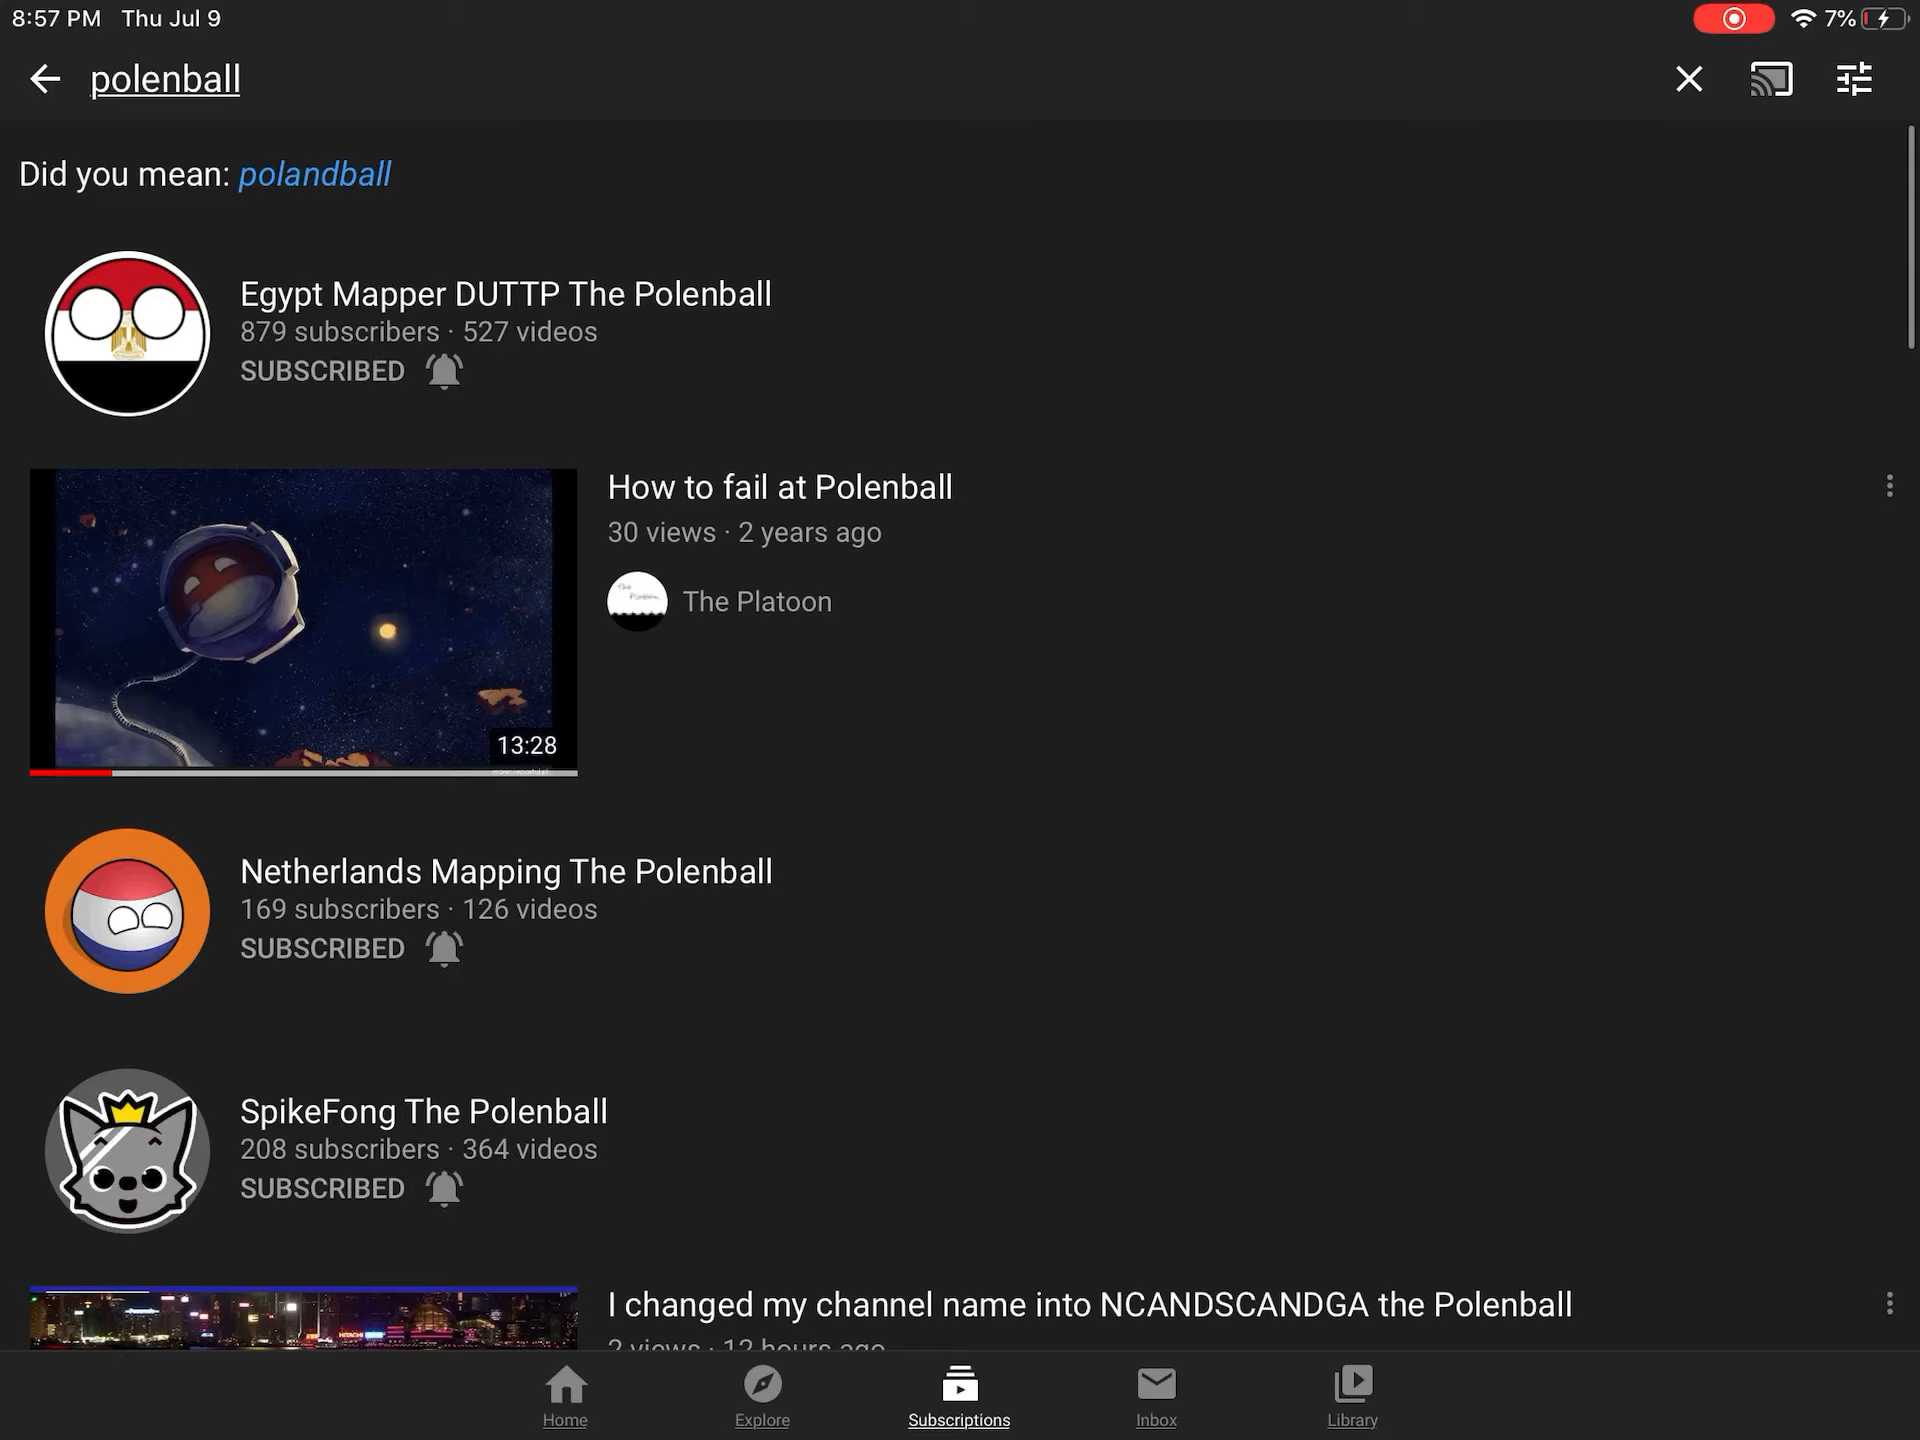 8:57 PM Thu Jul 9
7%
polenball
Did you mean: polandball
Egypt Mapper DUTTP The Polenball
879 subscribers · 527 videos
SUBSCRIBED
How to fail at Polenball
30 views · 2 years ago
The Platoon
13:28
Netherlands Mapping The Polenball
169 subscribers · 126 videos
SUBSCRIBED
SpikeFong The Polenball
208 subscribers · 364 videos
SUBSCRIBED
I changed my channel name into NCANDSCANDGA the Polenball
2 views · 12 hours ago
HITACHI
Home
Explore
Subscriptions
Inbox
Library